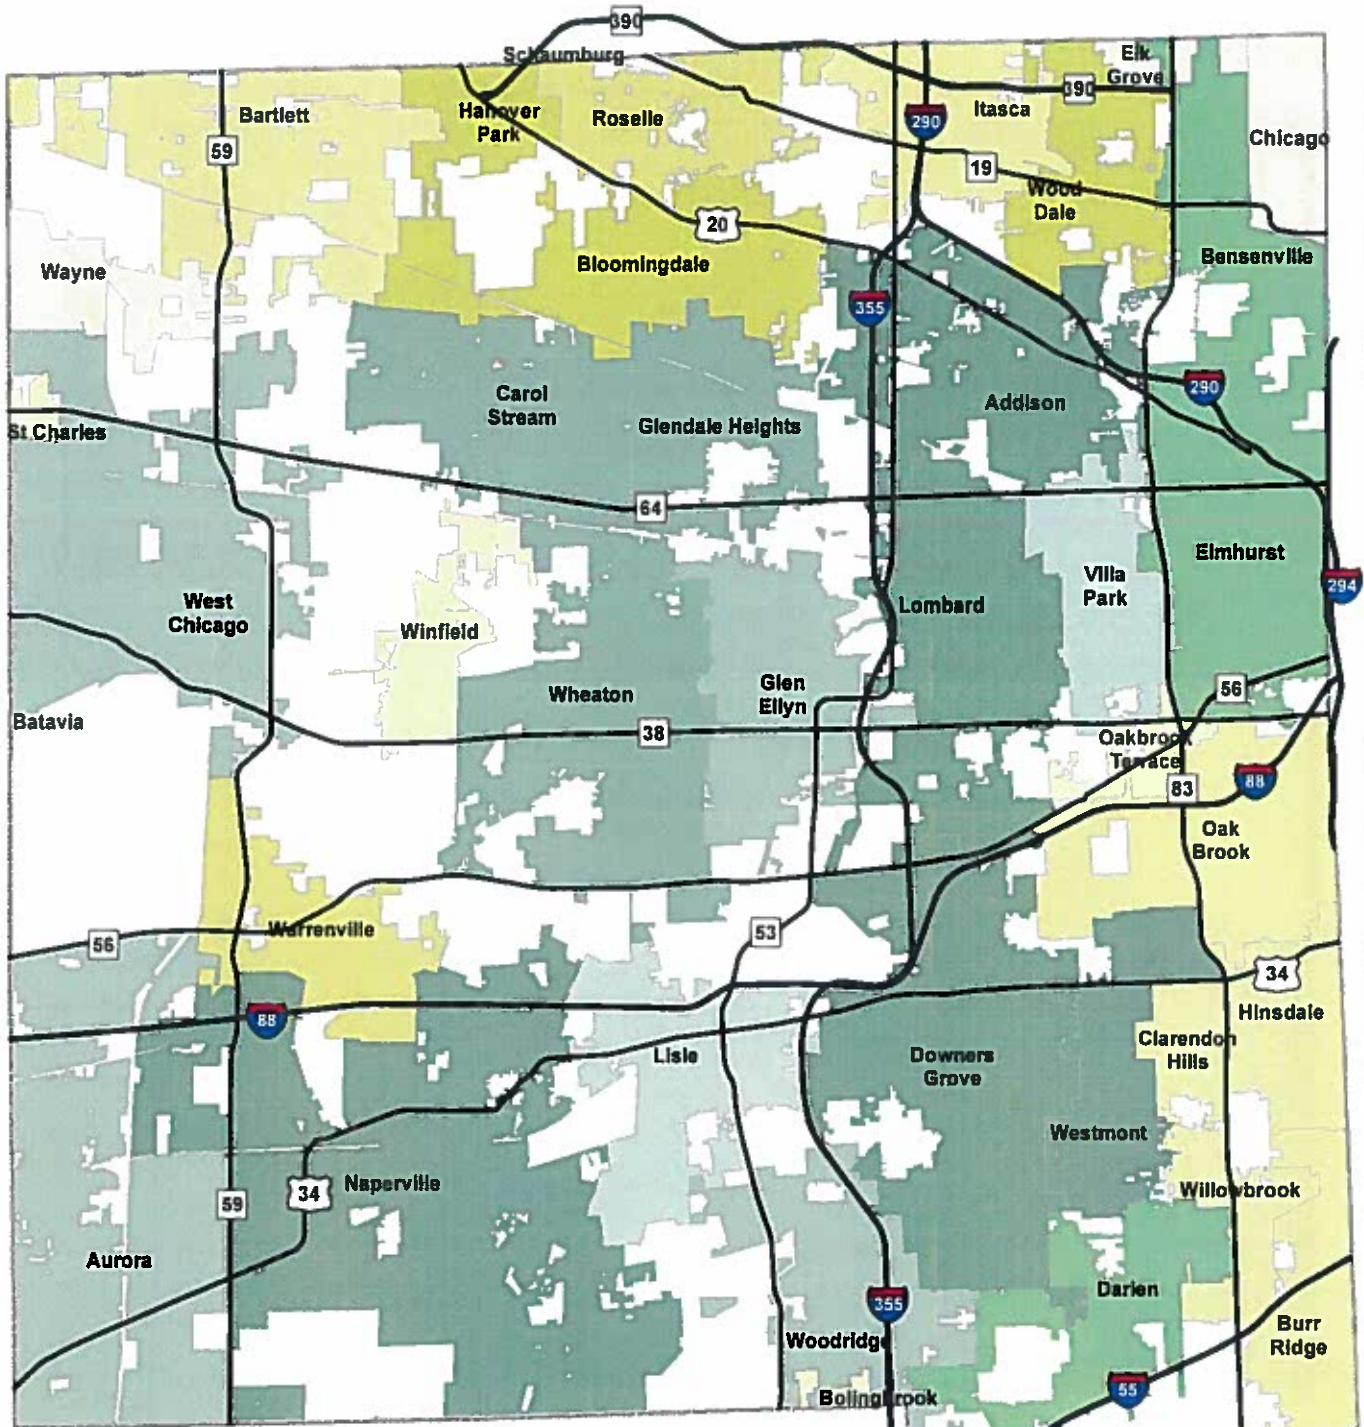 390
Schaumburg
Elk
Grove
390
Bartlett
Hanover
Park
Roselle
Itasca
290
Chicago
59
19
Wood
Dale
20
Bensenville
Wayne
Bloomingdale
355
290
Carol
Stream
Addison
St Charles
Glendale Heights
64
Elmhurst
Villa
Park
294
West
Chicago
Winfield
Lombard
Wheaton
Glen
Ellyn
56
Batavia
38
Oakbrook
Terrace
83
88
Oak
Brook
Warrenville
56
53
34
88
Hinsdale
Lisle
Downers
Grove
Clarendon
Hills
Westmont
59
34
Naperville
Willowbrook
Aurora
Darien
355
Woodridge
Burr
Ridge
Bolingbrook
55